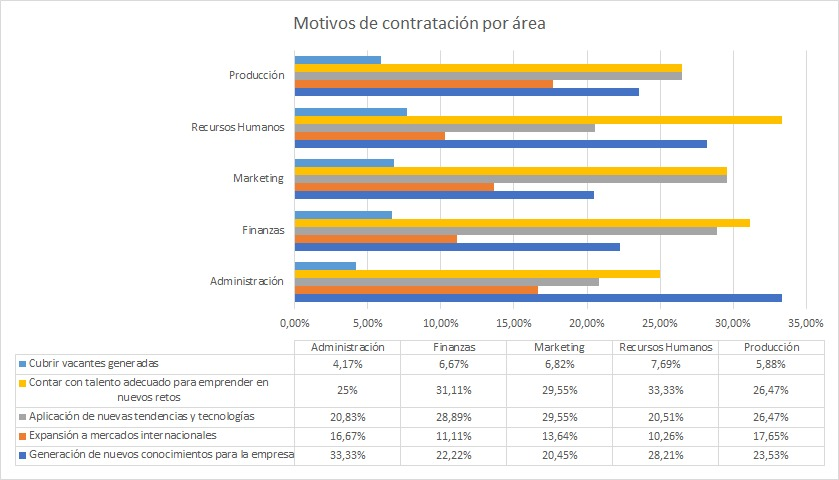 Motivos de contratación por área
Producción
Recursos Humanos
Marketing
Finanzas
Administración
0,00% 5,00% 10,00% 15,00% 20,00% 25,00% 30,00% 35,00%
Administración Finanzas Marketing Recursos Humanos Producción
Cubrir vacantes generadas 4,17% 6,67% 6,82% 7,69% 5,88%
Contar con talento adecuado para emprender en
nuevos retos 25% 31,11% 29,55% 33,33% 26,47%
Aplicación de nuevas tendencias y tecnologías 20,83% 28,89% 29,55% 20,51% 26,47%
Expansión a mercados internacionales 16,67% 11,11% 13,64% 10,26% 17,65%
Generación de nuevos conocimientos para la empresa 33,33% 22,22% 20,45% 28,21% 23,53%